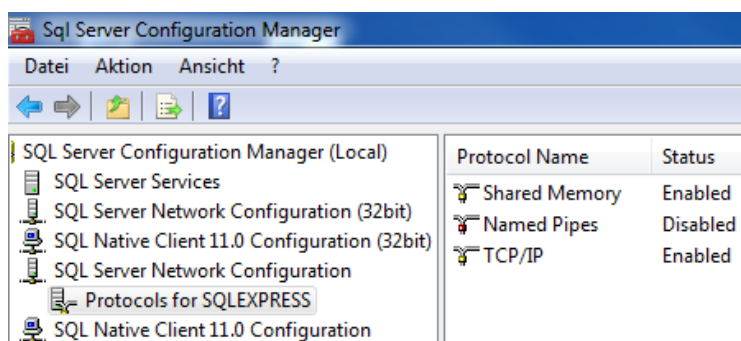 Sql Server Configuration Manager
Datei Aktion Ansicht ?
?
SQL Server Configuration Manager (Local)
SQL Server Services
SQL Server Network Configuration (32bit)
SQL Native Client 11.0 Configuration (32bit)
SQL Server Network Configuration
Protocols for SQLEXPRESS
SQL Native Client 11.0 Configuration
Protocol Name Status
Shared Memory Enabled
Named Pipes Disabled
TCP/IP Enabled